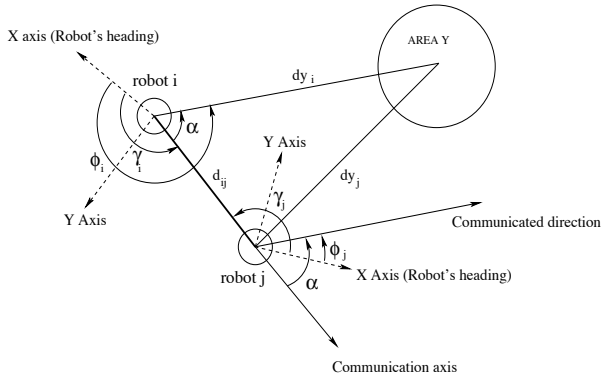 X axis (Robot's heading)
AREA Y
robot i
dy i
α
Y Axis
ϕi
γi
dij
dyj
Y Axis
γj
Communicated direction
ϕj
robot j
α
X Axis (Robot's heading)
Communication axis